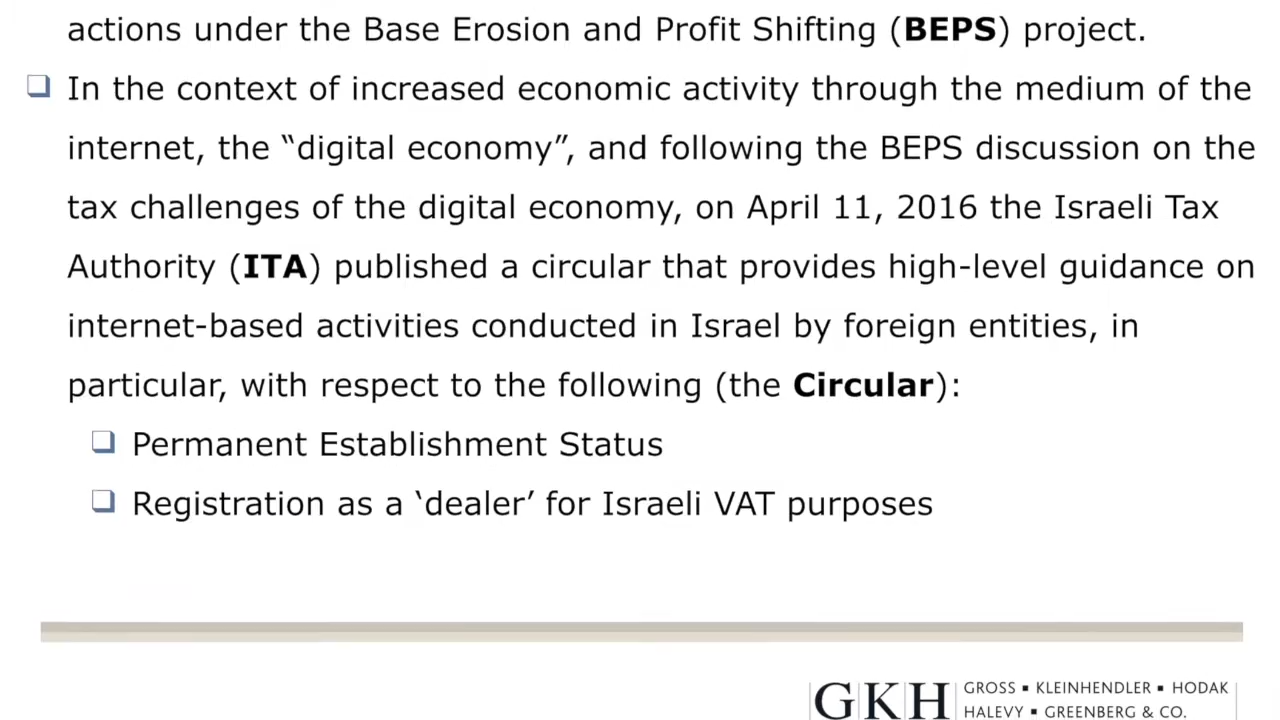 actions under the Base Erosion and Profit Shifting (BEPS) project.
❑ In the context of increased economic activity through the medium of the
internet, the “digital economy”, and following the BEPS discussion on the
tax challenges of the digital economy, on April 11, 2016 the Israeli Tax
Authority (ITA) published a circular that provides high-level guidance on
internet-based activities conducted in Israel by foreign entities, in
particular, with respect to the following (the Circular):
❑ Permanent Establishment Status
❑ Registration as a ‘dealer’ for Israeli VAT purposes
GKH
GROSS ▪ KLEINHENDLER ▪ HODAK
HALEVY ▪ GREENBERG & CO.